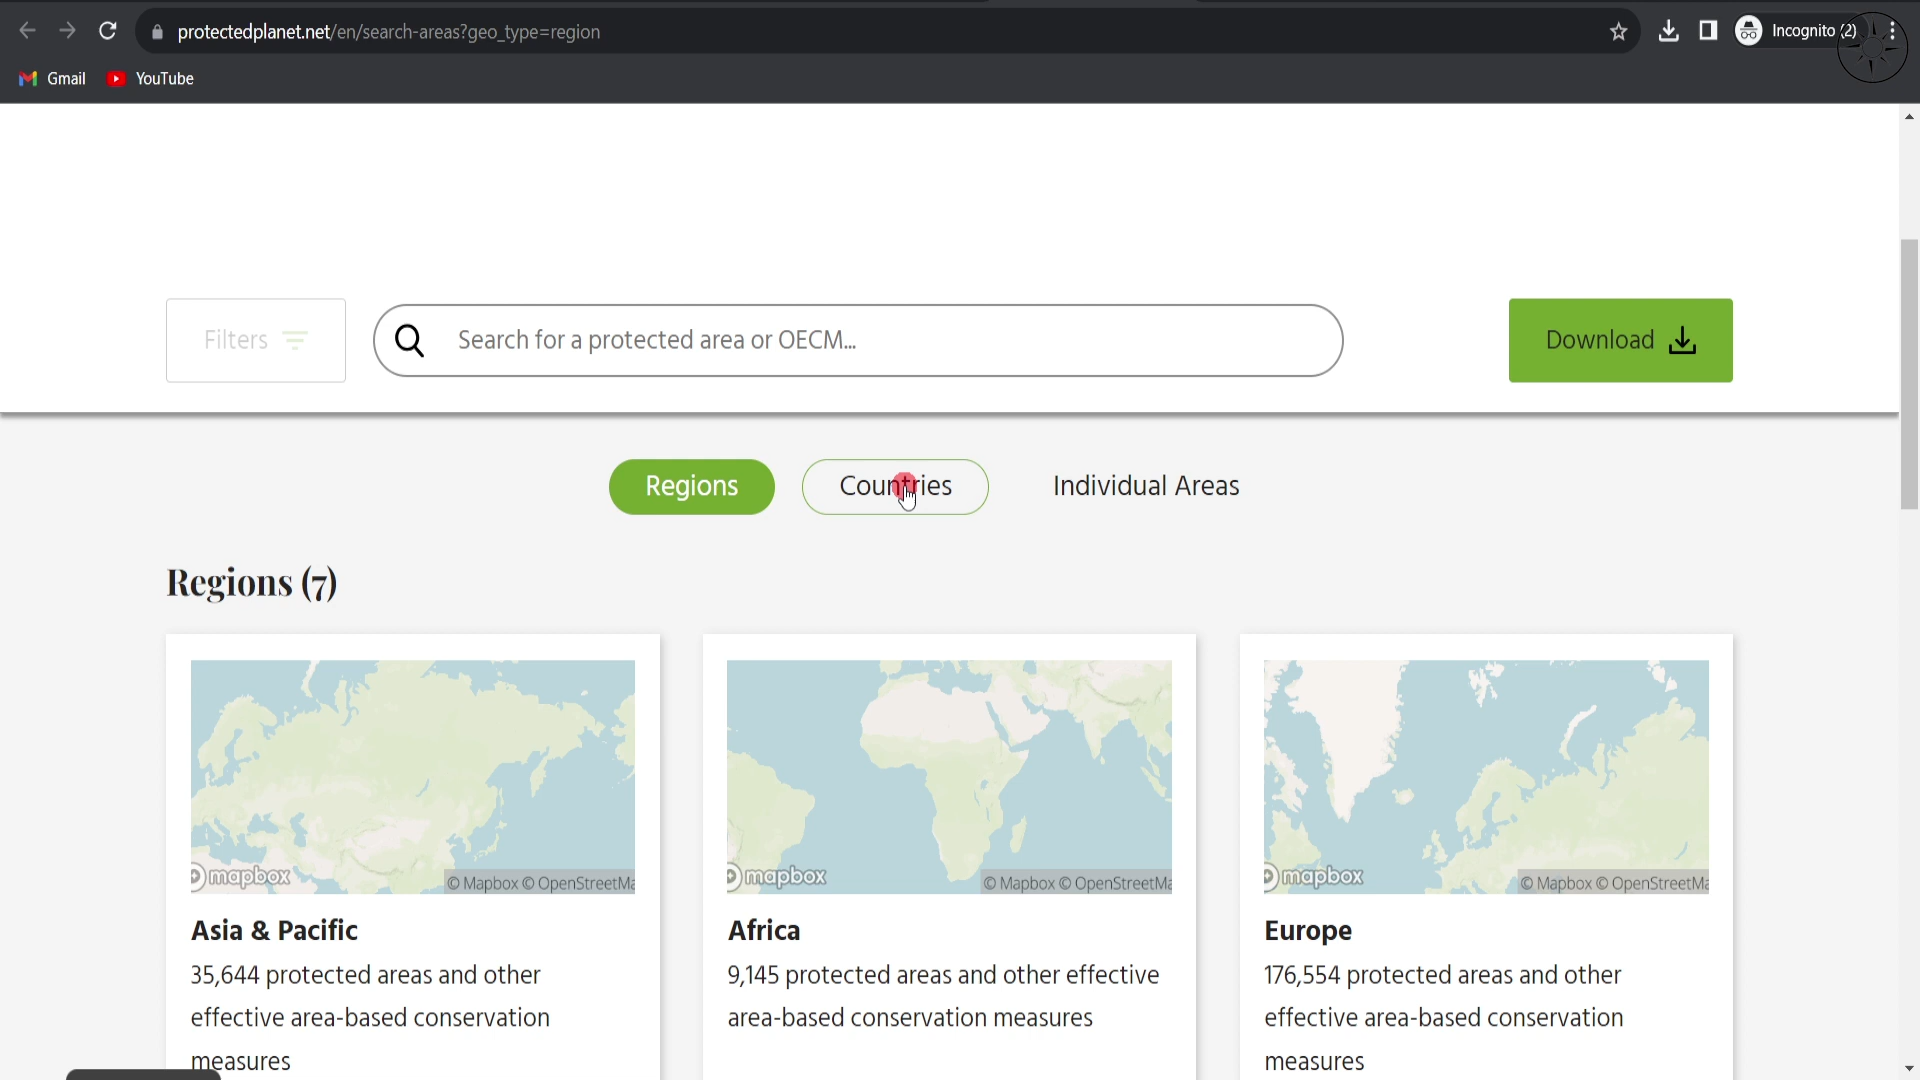 protectedplanet.net/en/search-areas?geo_type=region
Incognito (2)
Gmail
YouTube
Filters
Search for a protected area or OECM...
Download
Regions
Countries
Individual Areas
Regions (7)
mapbox
© Mapbox © OpenStreetMa
mapbox
© Mapbox © OpenStreetMa
mapbox
© Mapbox © OpenStreetMa
Asia & Pacific
35,644 protected areas and other
effective area-based conservation
measures
Africa
9,145 protected areas and other effective
area-based conservation measures
Europe
176,554 protected areas and other
effective area-based conservation
measures